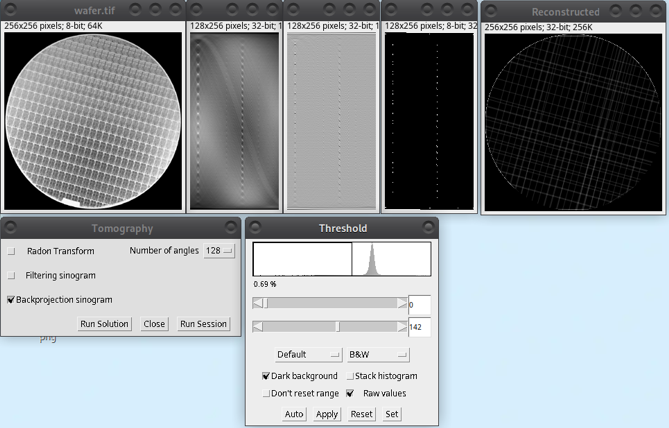 wafer.tif
256x256 pixels; 8-bit; 64K
128x256 pixels; 32-bit; 1
128x256 pixels; 32-bit; 1
128x256 pixels; 8-bit; 32
Reconstructed
256x256 pixels; 32-bit; 256K
Tomography
Radon Transform
Number of angles 128
Filtering sinogram
Backprojection sinogram
Run Solution Close Run Session
png
Threshold
0.69 %
0
142
Default B&W
Dark background Stack histogram
Don't reset range Raw values
Auto Apply Reset Set